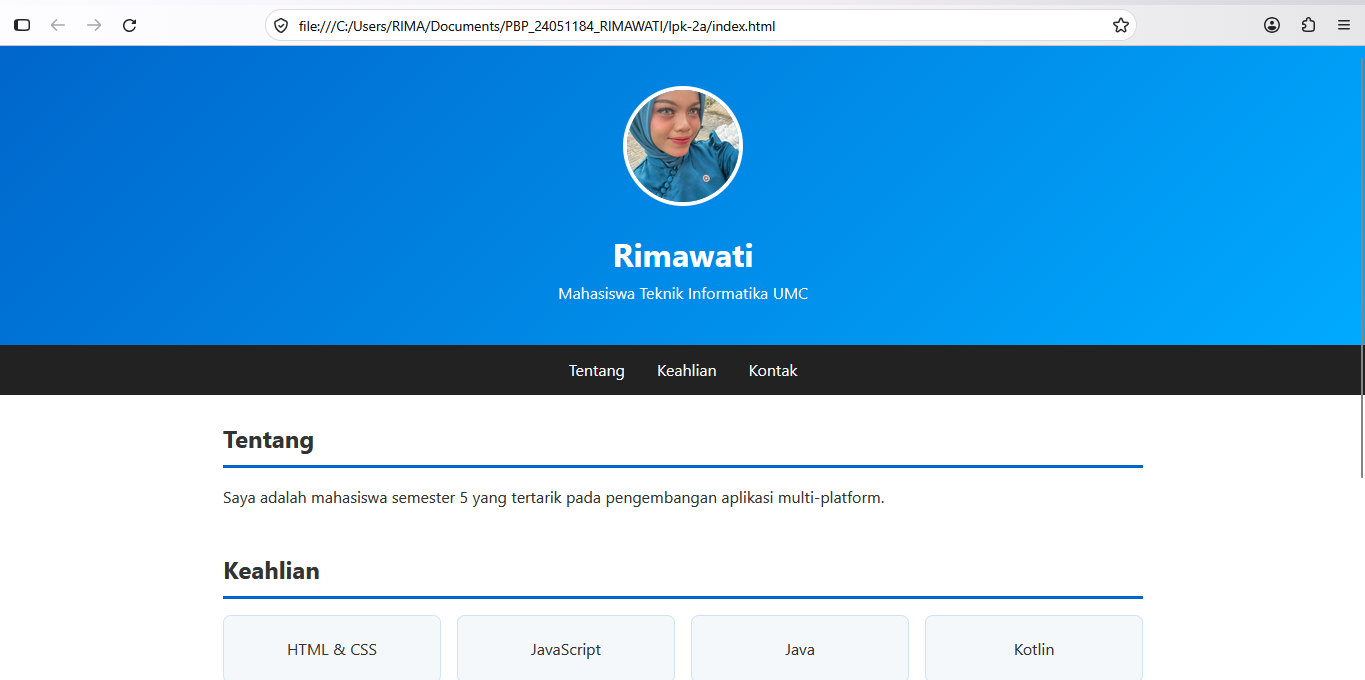 file:///C:/Users/RIMA/Documents/PBP_24051184_RIMAWATI/lpk-2a/index.html
Rimawati
Mahasiswa Teknik Informatika UMC
Tentang Keahlian Kontak
Tentang
Saya adalah mahasiswa semester 5 yang tertarik pada pengembangan aplikasi multi-platform.
Keahlian
HTML & CSS JavaScript Java Kotlin